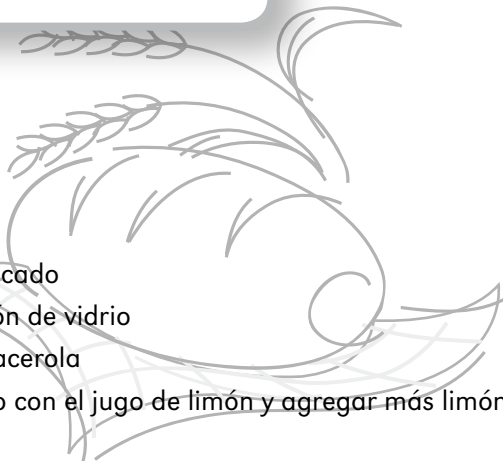 cado
ón de vidrio
acerola
o con el jugo de limón y agregar más limón